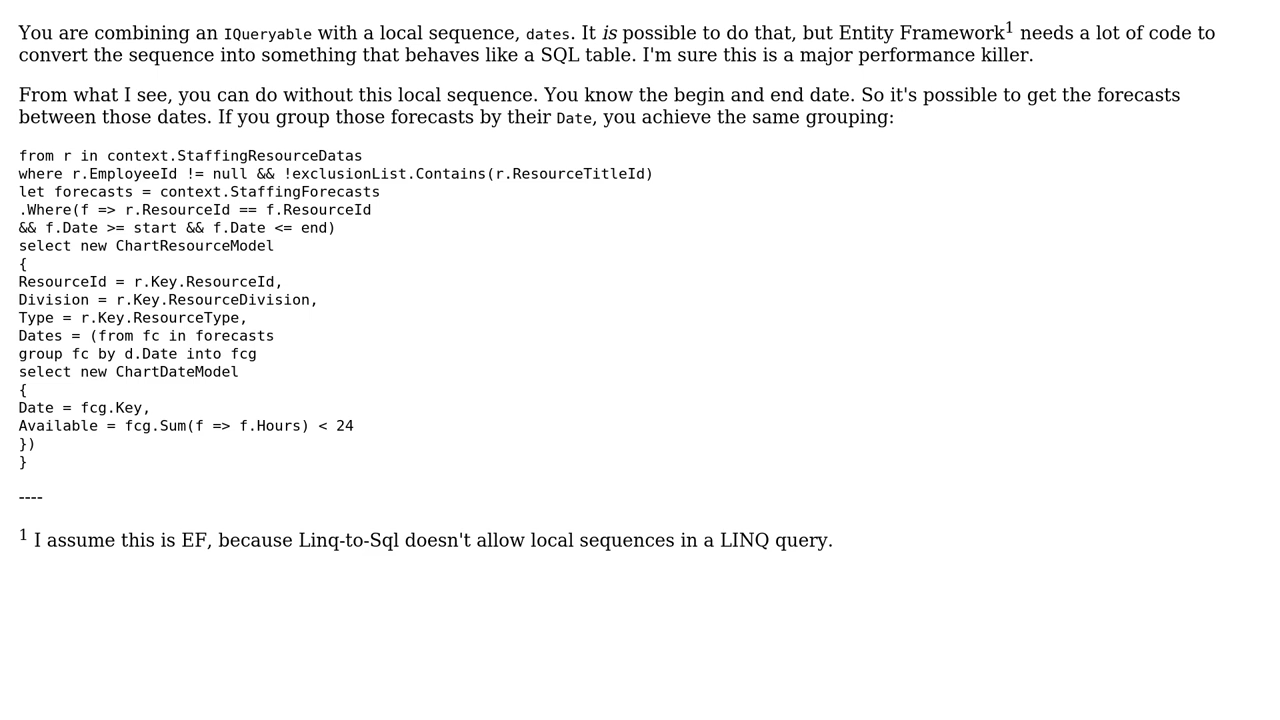 You are combining an IQueryable with a local sequence, dates. It is possible to do that, but Entity Framework1 needs a lot of code to
convert the sequence into something that behaves like a SQL table. I'm sure this is a major performance killer.
From what I see, you can do without this local sequence. You know the begin and end date. So it's possible to get the forecasts
between those dates. If you group those forecasts by their Date, you achieve the same grouping:
from r in context.StaffingResourceDatas
where r.EmployeeId != null && !exclusionList.Contains(r.ResourceTitleId)
let forecasts = context.StaffingForecasts
.Where(f => r.ResourceId == f.ResourceId
&& f.Date >= start && f.Date <= end)
select new ChartResourceModel
{
ResourceId = r.Key.ResourceId,
Division = r.Key.ResourceDivision,
Type = r.Key.ResourceType,
Dates = (from fc in forecasts
group fc by d.Date into fcg
select new ChartDateModel
{
Date = fcg.Key,
Available = fcg.Sum(f => f.Hours) < 24
})
}
----
1 I assume this is EF, because Linq-to-Sql doesn't allow local sequences in a LINQ query.